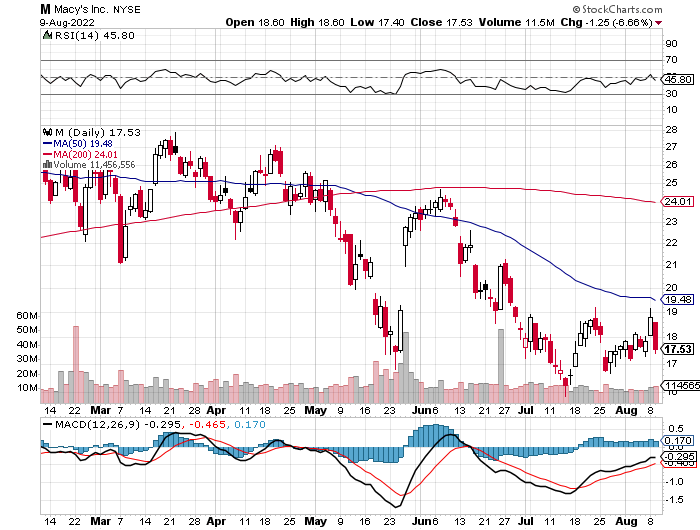 M Macy's Inc. NYSE © StockCharts.com
9-Aug-2022 Open 18.60 High 18.60 Low 17.40 Close 17.53 Volume 11.5M Chg -1.25 (-6.66%)
RSI(14) 45.80
90
70
50
45.80
30
10
M (Daily) 17.53
MA(50) 19.48
MA(200) 24.01
Volume 11,456,556
28
27
26
25
24.01
23
22
21
20
19.48
19
18
17.53
17
16
60M
50M
40M
30M
20M
10M
14 22 Mar 7 14 21 28 Apr 11 18 25 May 9 16 23 Jun 6 13 21 27 Jul 11 18 25 Aug 8
MACD(12,26,9) -0.295, -0.465, 0.170
0.5
0.170
-0.295
-0.5
-1.0
-1.5
14 22 Mar 7 14 21 28 Apr 11 18 25 May 9 16 23 Jun 6 13 21 27 Jul 11 18 25 Aug 8